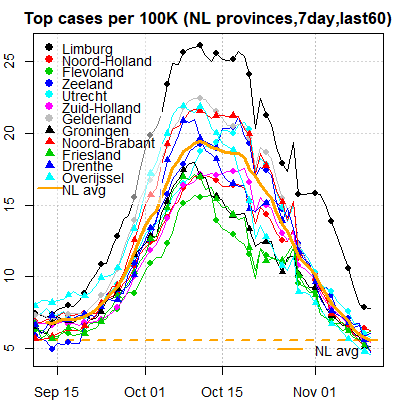 Top cases per 100K (NL provinces,7day,last60)
25
20
15
10
5
Limburg
Noord-Holland
Flevoland
Zeeland
Utrecht
Zuid-Holland
Gelderland
Groningen
Noord-Brabant
Friesland
Drenthe
Overijssel
NL avg
NL avg
Sep 15
Oct 01
Oct 15
Nov 01